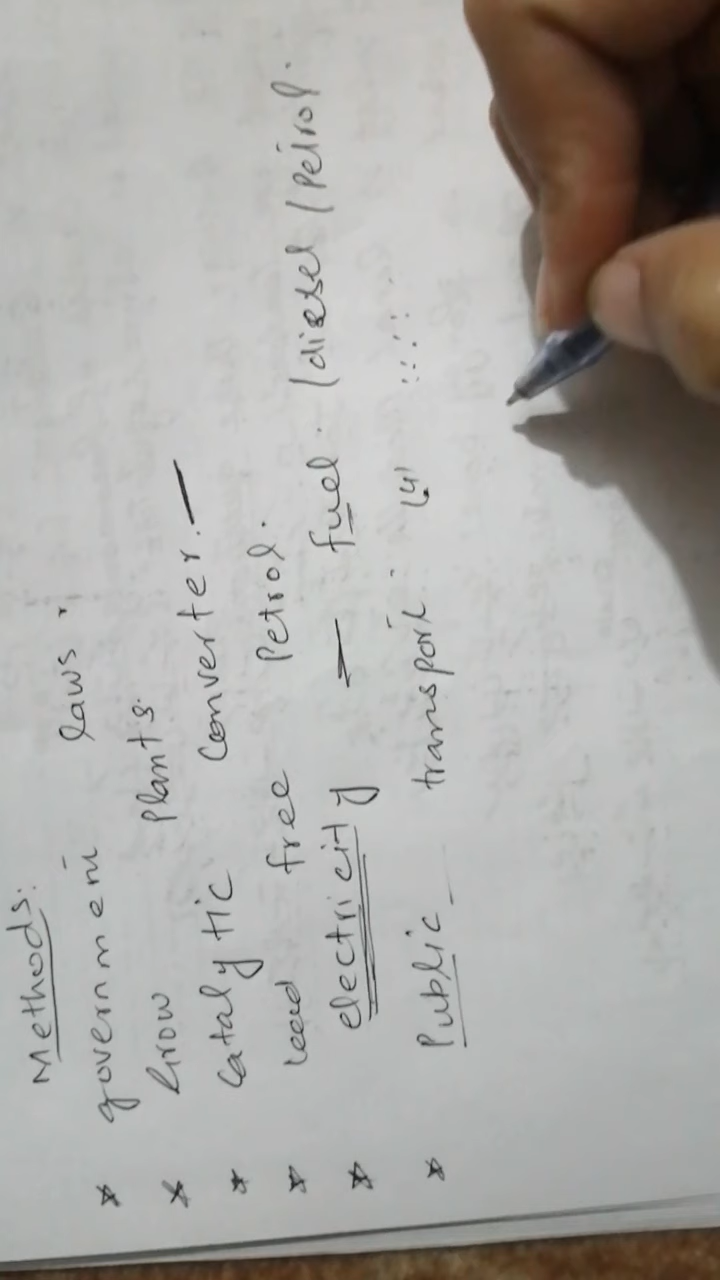 Methods:
* government laws.
* Grow Plants.
* Catalytic Converter. —
* lead free Petrol.
* electricity — fuel. (diesel / Petrol.
* Public transport.